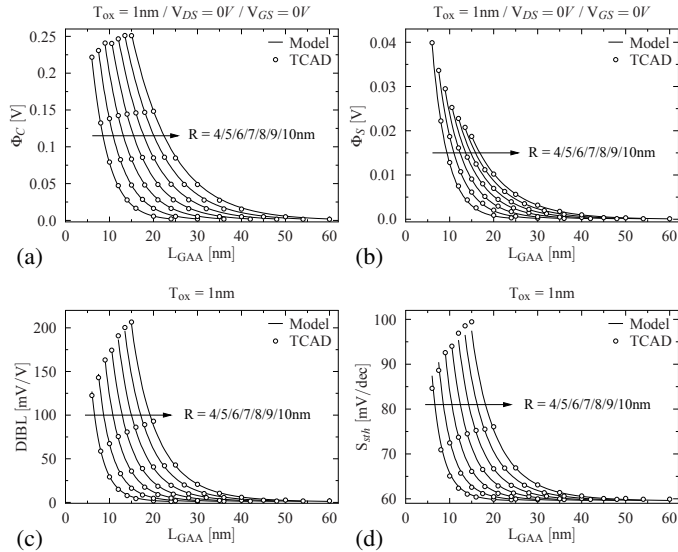 T_ox = 1nm / V_DS = 0V / V_GS = 0V
Φ_C [V]
0.25
0.20
0.15
0.10
0.05
0.00
Model
TCAD
R = 4/5/6/7/8/9/10nm
0 10 20 30 40 50 60
L_GAA [nm]
(a)
T_ox = 1nm / V_DS = 0V / V_GS = 0V
Φ_S [V]
0.04
0.03
0.02
0.01
0.00
Model
TCAD
R = 4/5/6/7/8/9/10nm
0 10 20 30 40 50 60
L_GAA [nm]
(b)
T_ox = 1nm
DIBL [mV/V]
200
150
100
50
0
Model
TCAD
R = 4/5/6/7/8/9/10nm
0 10 20 30 40 50 60
L_GAA [nm]
(c)
T_ox = 1nm
S_sth [mV/dec]
100
90
80
70
60
Model
TCAD
R = 4/5/6/7/8/9/10nm
0 10 20 30 40 50 60
L_GAA [nm]
(d)